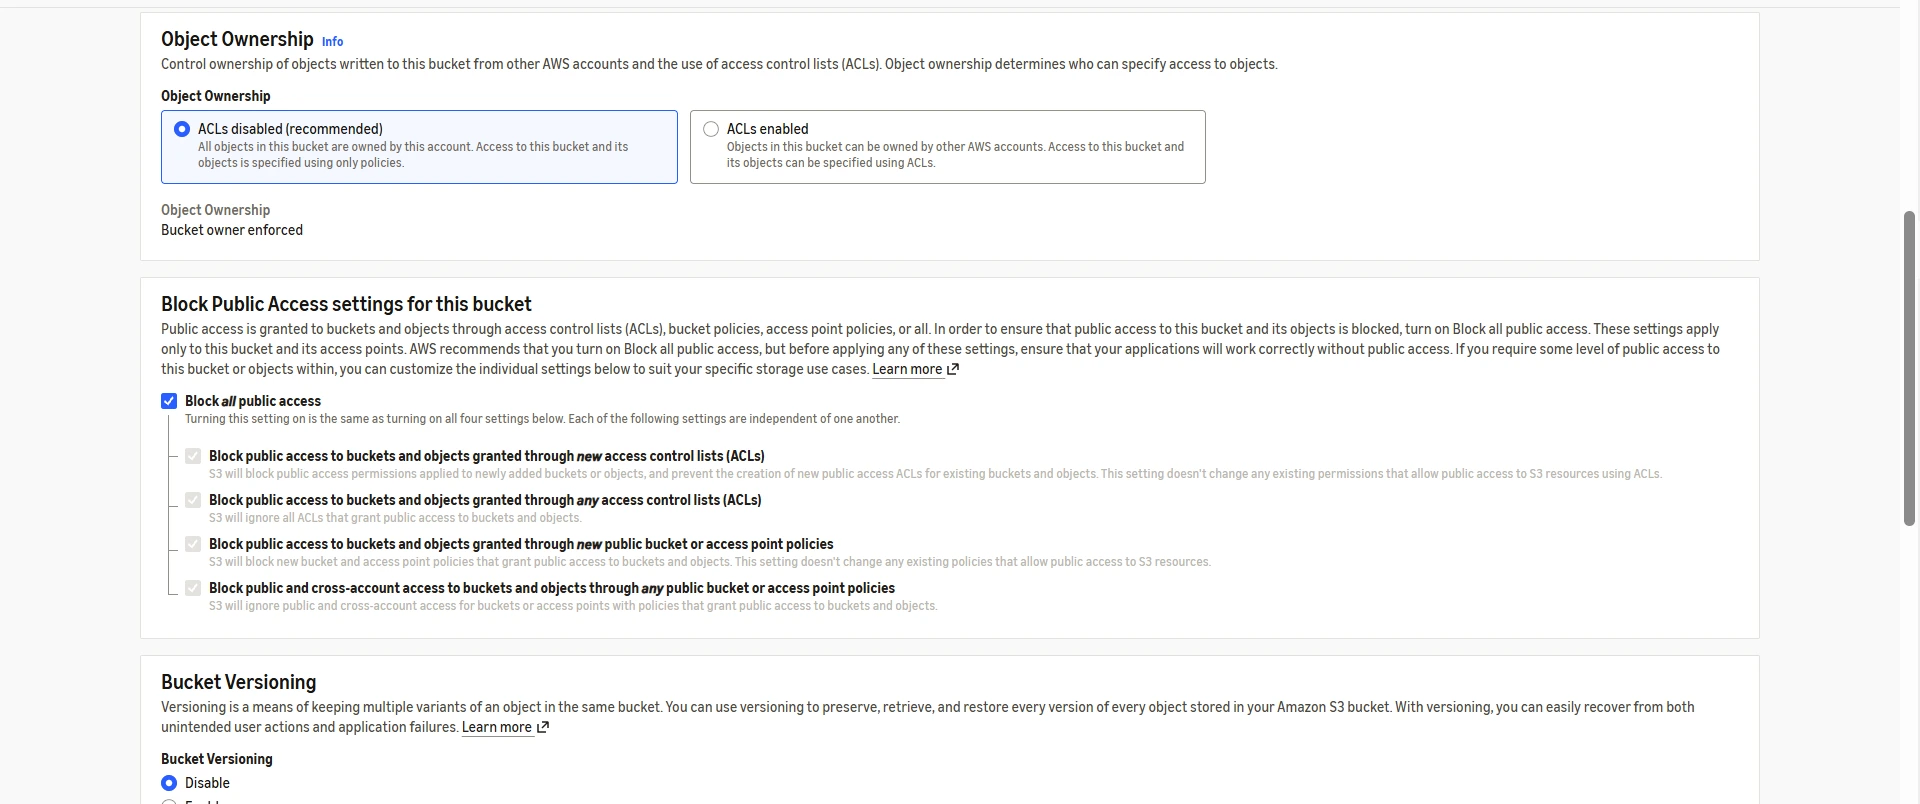 Object Ownership Info
Control ownership of objects written to this bucket from other AWS accounts and the use of access control lists (ACLs). Object ownership determines who can specify access to objects.
Object Ownership
ACLs disabled (recommended)
All objects in this bucket are owned by this account. Access to this bucket and its
objects is specified using only policies.
ACLs enabled
Objects in this bucket can be owned by other AWS accounts. Access to this bucket and
its objects can be specified using ACLs.
Object Ownership
Bucket owner enforced
Block Public Access settings for this bucket
Public access is granted to buckets and objects through access control lists (ACLs), bucket policies, access point policies, or all. In order to ensure that public access to this bucket and its objects is blocked, turn on Block all public access. These settings apply
only to this bucket and its access points. AWS recommends that you turn on Block all public access, but before applying any of these settings, ensure that your applications will work correctly without public access. If you require some level of public access to
this bucket or objects within, you can customize the individual settings below to suit your specific storage use cases. Learn more
Block all public access
Turning this setting on is the same as turning on all four settings below. Each of the following settings are independent of one another.
Block public access to buckets and objects granted through new access control lists (ACLs)
S3 will block public access permissions applied to newly added buckets or objects, and prevent the creation of new public access ACLs for existing buckets and objects. This setting doesn't change any existing permissions that allow public access to S3 resources using ACLs.
Block public access to buckets and objects granted through any access control lists (ACLs)
S3 will ignore all ACLs that grant public access to buckets and objects.
Block public access to buckets and objects granted through new public bucket or access point policies
S3 will block new bucket and access point policies that grant public access to buckets and objects. This setting doesn't change any existing policies that allow public access to S3 resources.
Block public and cross-account access to buckets and objects through any public bucket or access point policies
S3 will ignore public and cross-account access for buckets or access points with policies that grant public access to buckets and objects.
Bucket Versioning
Versioning is a means of keeping multiple variants of an object in the same bucket. You can use versioning to preserve, retrieve, and restore every version of every object stored in your Amazon S3 bucket. With versioning, you can easily recover from both
unintended user actions and application failures. Learn more
Bucket Versioning
Disable